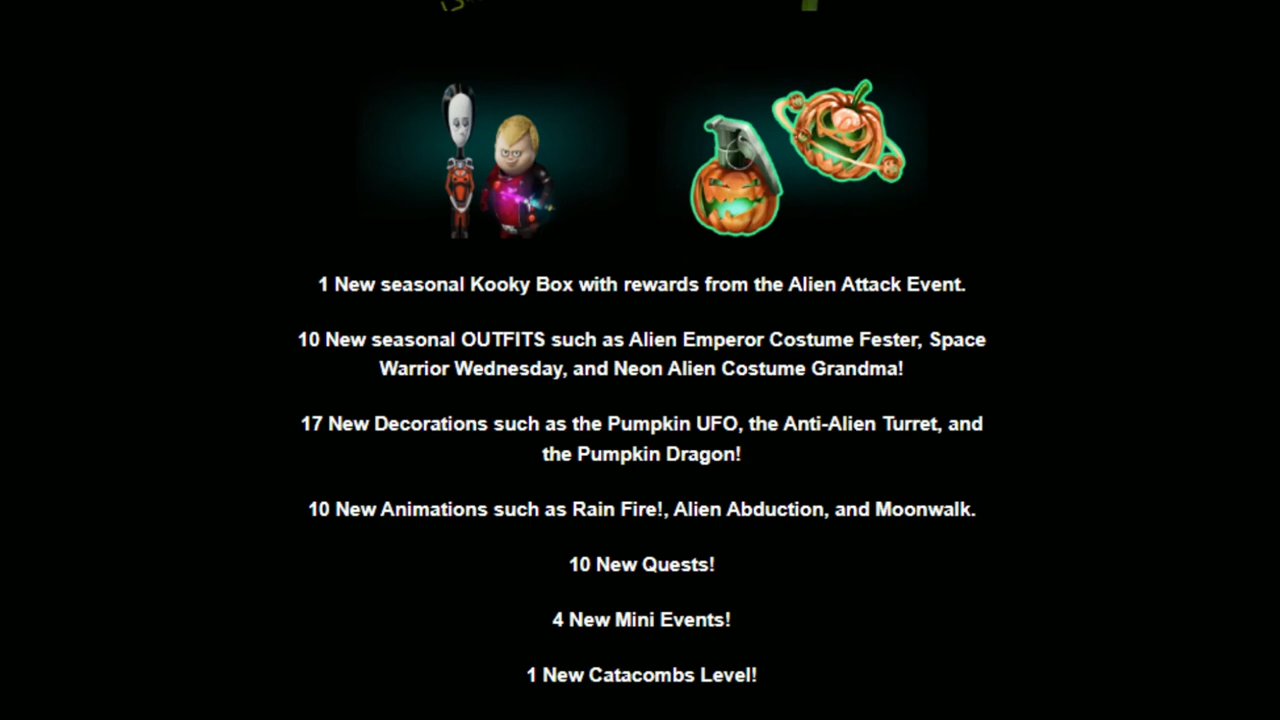 1 New seasonal Kooky Box with rewards from the Alien Attack Event.
10 New seasonal OUTFITS such as Alien Emperor Costume Fester, Space
Warrior Wednesday, and Neon Alien Costume Grandma!
17 New Decorations such as the Pumpkin UFO, the Anti-Alien Turret, and
the Pumpkin Dragon!
10 New Animations such as Rain Fire!, Alien Abduction, and Moonwalk.
10 New Quests!
4 New Mini Events!
1 New Catacombs Level!